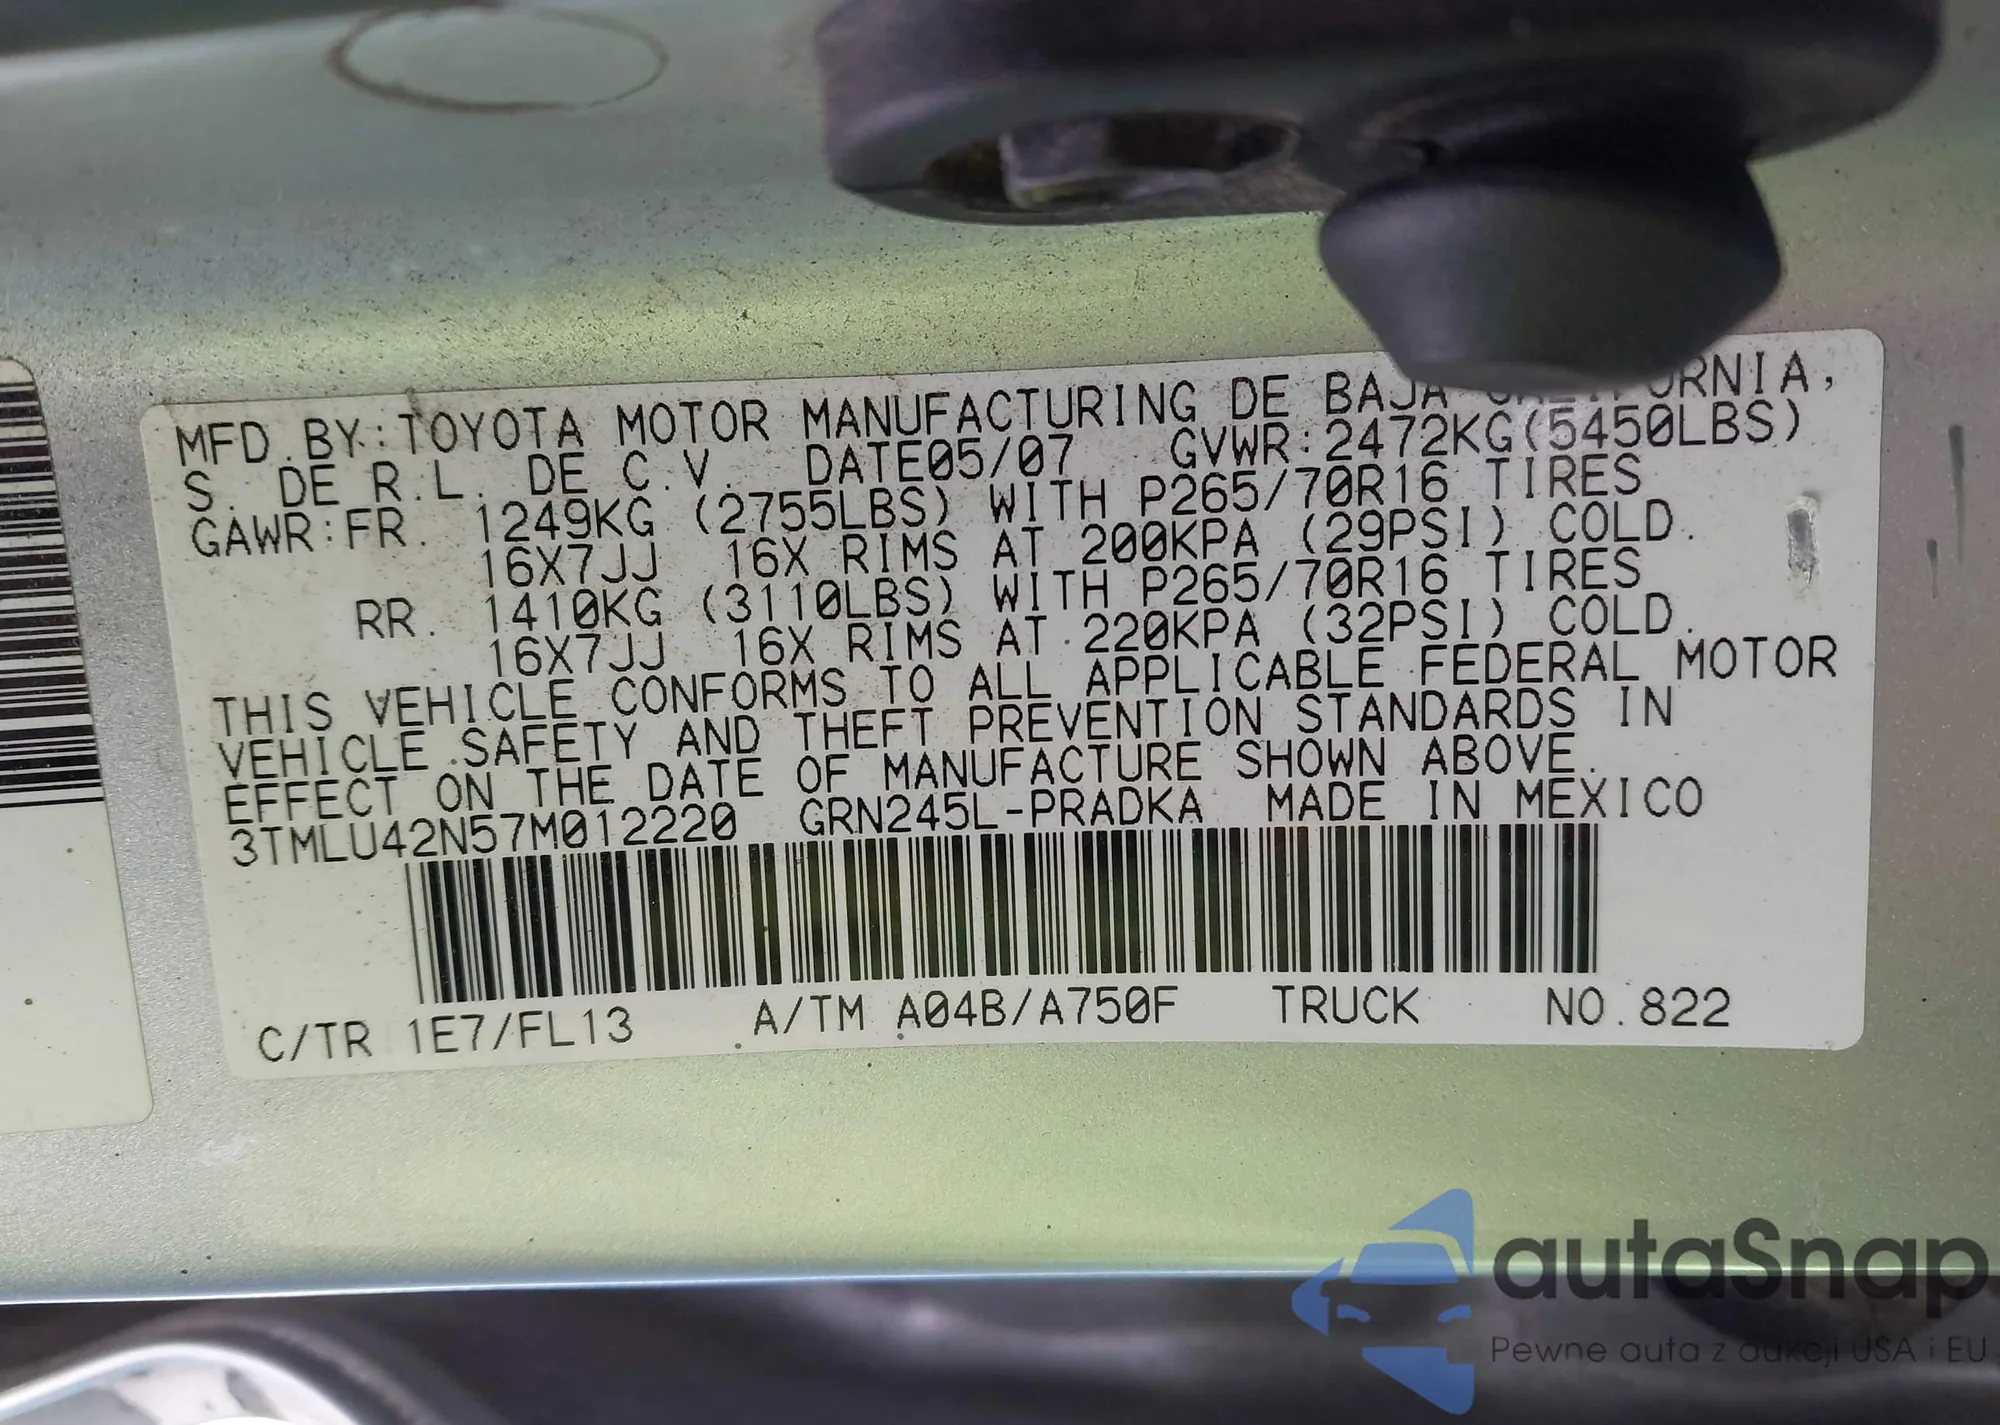 MFD. BY: TOYOTA MOTOR MANUFACTURING DE BAJA CALIFORNIA,
S. DE R.L. DE C.V. DATE05/07 GVWR:2472KG(5450LBS)
GAWR:FR. 1249KG (2755LBS) WITH P265/70R16 TIRES
16X7JJ 16X RIMS AT 200KPA (29PSI) COLD.
RR. 1410KG (3110LBS) WITH P265/70R16 TIRES
16X7JJ 16X RIMS AT 220KPA (32PSI) COLD.
THIS VEHICLE CONFORMS TO ALL APPLICABLE FEDERAL MOTOR
VEHICLE SAFETY AND THEFT PREVENTION STANDARDS IN
EFFECT ON THE DATE OF MANUFACTURE SHOWN ABOVE.
3TMLU42N57M012220 GRN245L-PRADKA MADE IN MEXICO
C/TR 1E7/FL13 A/TM A04B/A750F TRUCK NO.822
autaSnap
Pewne auta z aukcji USA i EU